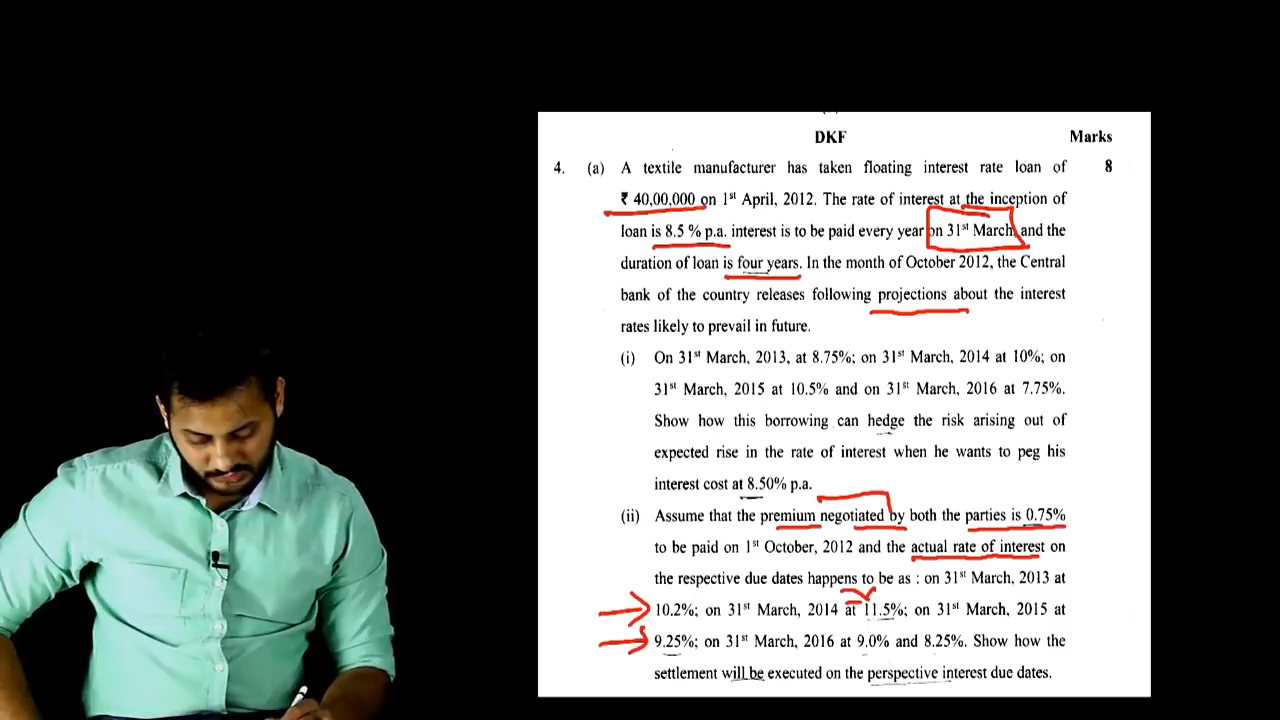 DKF Marks
4. (a) A textile manufacturer has taken floating interest rate loan of 8
₹ 40,00,000 on 1st April, 2012. The rate of interest at the inception of
loan is 8.5 % p.a. interest is to be paid every year on 31st March, and the
duration of loan is four years. In the month of October 2012, the Central
bank of the country releases following projections about the interest
rates likely to prevail in future.
(i) On 31st March, 2013, at 8.75%; on 31st March, 2014 at 10%; on
31st March, 2015 at 10.5% and on 31st March, 2016 at 7.75%.
Show how this borrowing can hedge the risk arising out of
expected rise in the rate of interest when he wants to peg his
interest cost at 8.50% p.a.
(ii) Assume that the premium negotiated by both the parties is 0.75%
to be paid on 1st October, 2012 and the actual rate of interest on
the respective due dates happens to be as : on 31st March, 2013 at
10.2%; on 31st March, 2014 at 11.5%; on 31st March, 2015 at
9.25%; on 31st March, 2016 at 9.0% and 8.25%. Show how the
settlement will be executed on the perspective interest due dates.